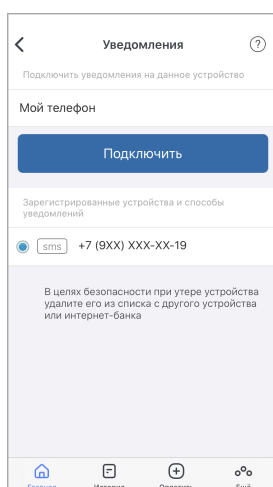 Уведомления ?
Подключить уведомления на данное устройство
Мой телефон
Подключить
Зарегистрированные устройства и способы
уведомлений
sms +7 (9XX) XXX-XX-19
В целях безопасности при утере устройства
удалите его из списка с другого устройства
или интернет-банка